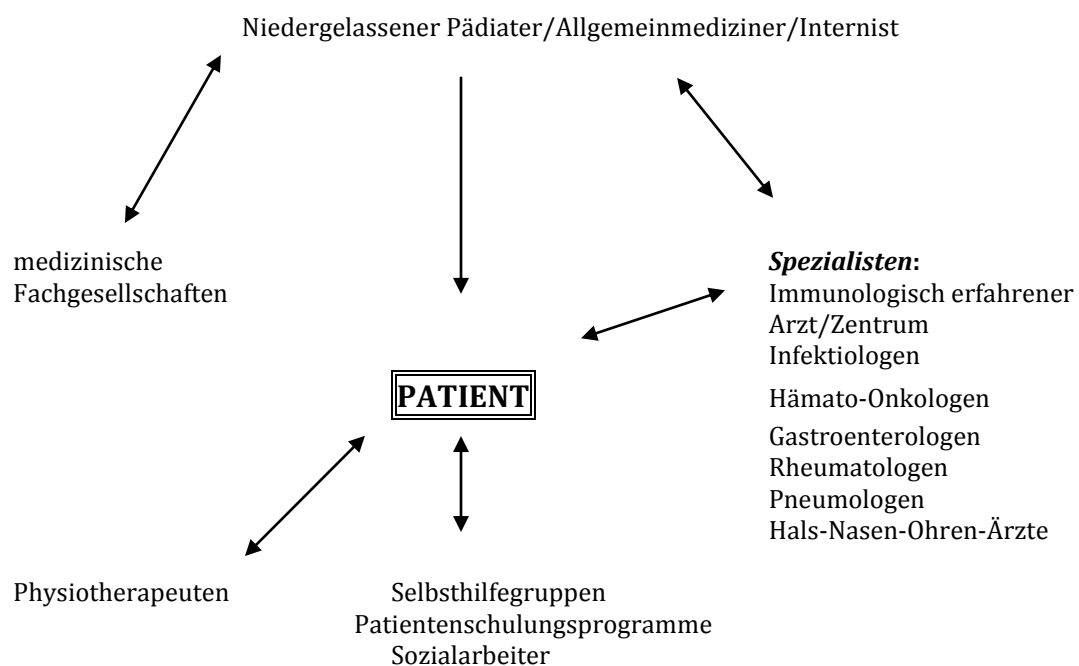 Niedergelassener Pädiater/Allgemeinmediziner/Internist
medizinische
Fachgesellschaften
Spezialisten:
Immunologisch erfahrener
Arzt/Zentrum
Infektiologen
Hämato-Onkologen
Gastroenterologen
Rheumatologen
Pneumologen
Hals-Nasen-Ohren-Ärzte
PATIENT
Physiotherapeuten
Selbsthilfegruppen
Patientenschulungsprogramme
Sozialarbeiter